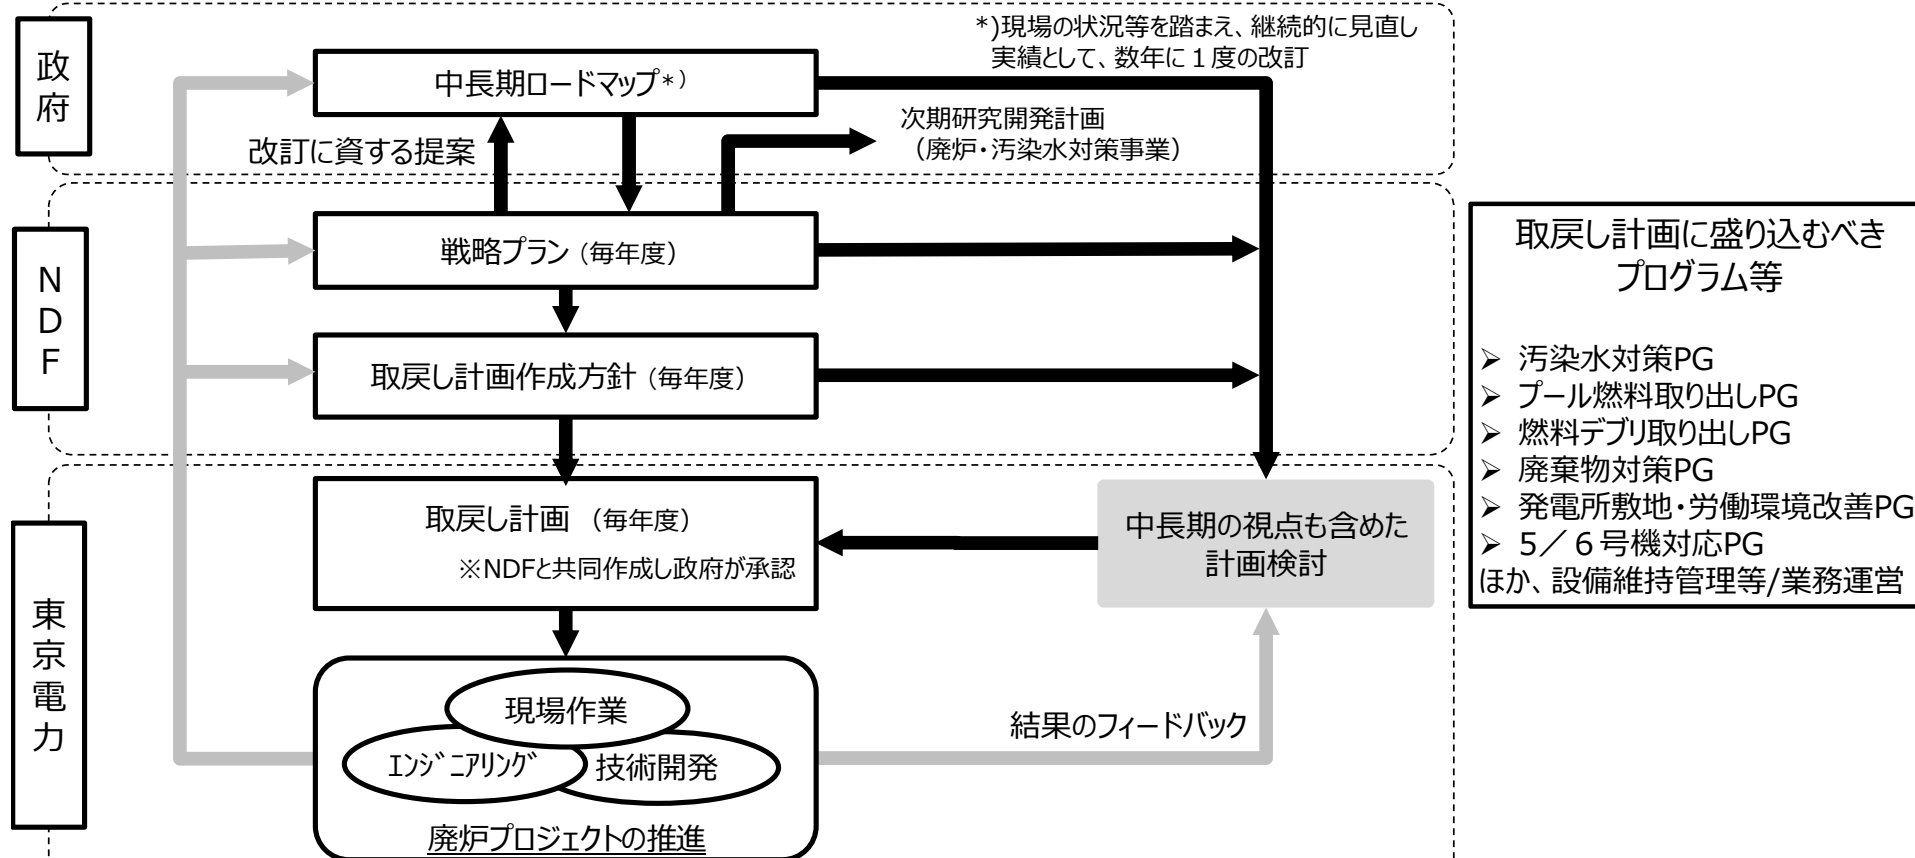 政府
*)現場の状況等を踏まえ、継続的に見直し
実績として、数年に１度の改訂
中長期ロードマップ*)
改訂に資する提案
次期研究開発計画
（廃炉・汚染水対策事業）
NDF
戦略プラン（毎年度）
取戻し計画作成方針（毎年度）
取戻し計画に盛り込むべき
プログラム等
➢ 汚染水対策PG
➢ プール燃料取り出しPG
➢ 燃料デブリ取り出しPG
➢ 廃棄物対策PG
➢ 発電所敷地・労働環境改善PG
➢ 5／６号機対応PG
ほか、設備維持管理等/業務運営
東京電力
取戻し計画（毎年度）
※NDFと共同作成し政府が承認
中長期の視点も含めた
計画検討
現場作業
ｴﾝｼﾞﾆｱﾘﾝｸﾞ
技術開発
廃炉プロジェクトの推進
結果のフィードバック